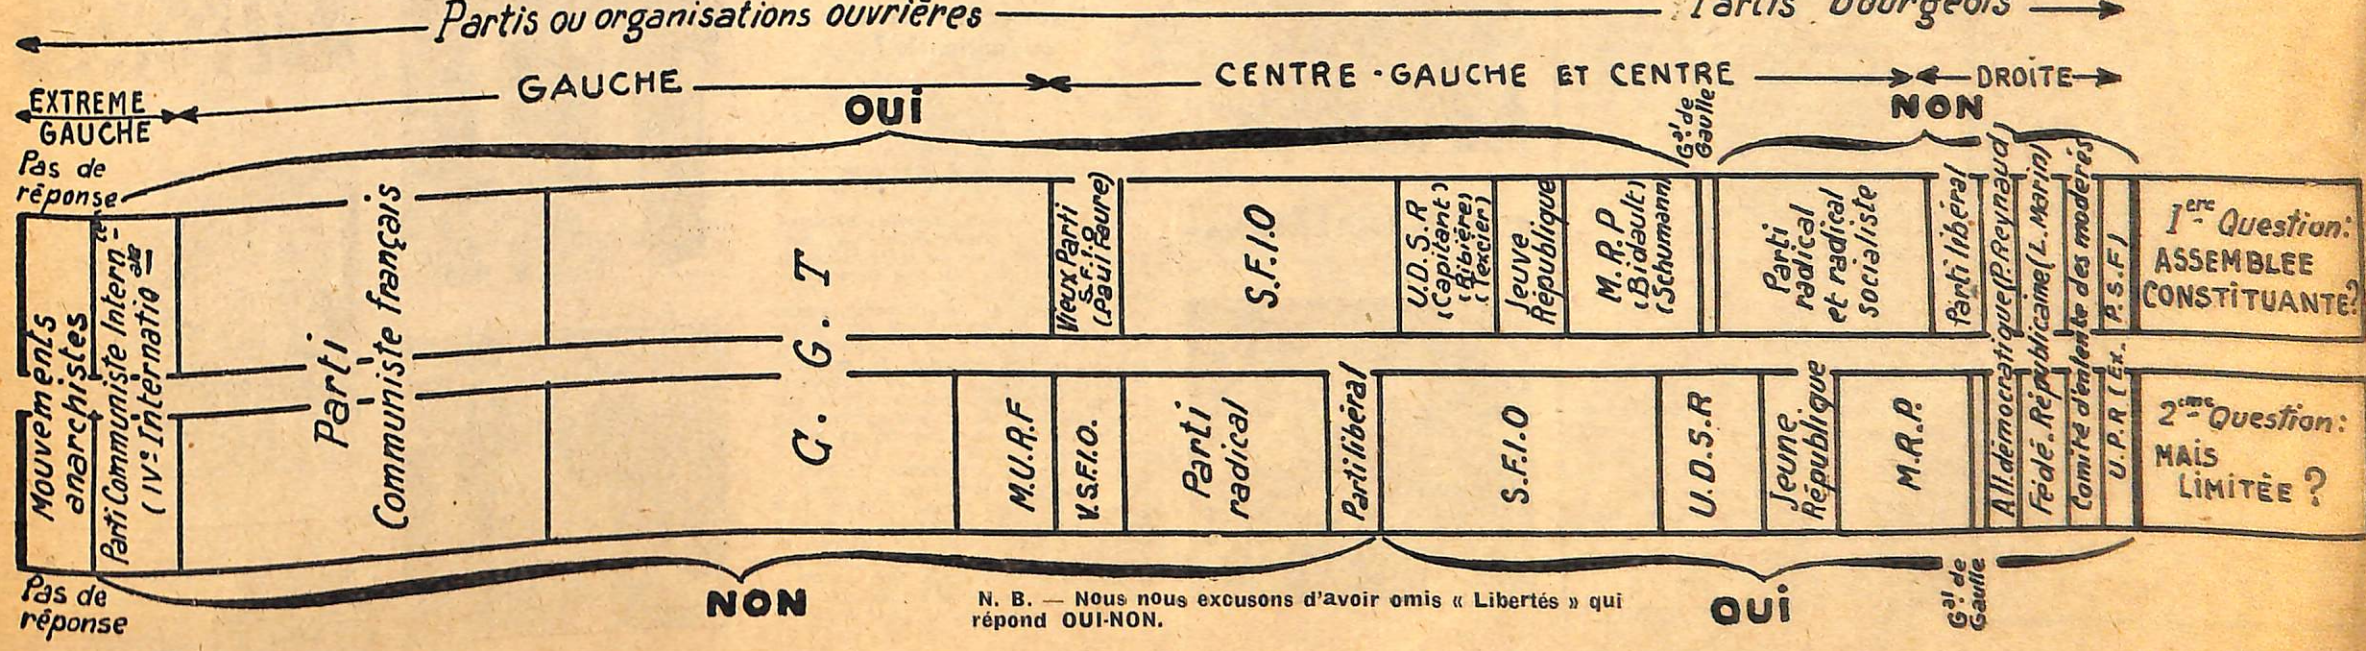 Partis ou organisations ouvrières
Partis bourgeois
EXTREME
GAUCHE
GAUCHE
CENTRE - GAUCHE ET CENTRE
DROITE
OUI
Gal. de
Gaulle
NON
Pas de
réponse
Mouvements
anarchistes
Parti Communiste Intern-
(IVe Internatio
Parti
Communiste français
C. G. T
Vieux Parti
S.F.I.O
(Paul Faure)
S.F.I.O
U.D.S.R
(Capitant)
(Ribière)
(Texcier)
Jeuve
République
M.R.P
(Bidault)
(Schumann)
Parti
radical
et radical
socialiste
Parti libéral
All. démocratique (P. Reynaud)
Fédé. Républicaine (L. Marin)
Comité d'entente des modérés
U.P.R (Ex. P.S.F)
1ère Question:
ASSEMBLEE
CONSTITUANTE?
M.U.R.F
V.S.F.I.O.
Parti
radical
Parti libéral
S.F.I.O
U.D.S.R
Jeune
République
M.R.P.
2ème Question:
MAIS
LIMITÉE ?
Pas de
réponse
NON
N. B. — Nous nous excusons d'avoir omis « Libertés » qui
répond OUI-NON.
OUI
Gal. de
Gaulle